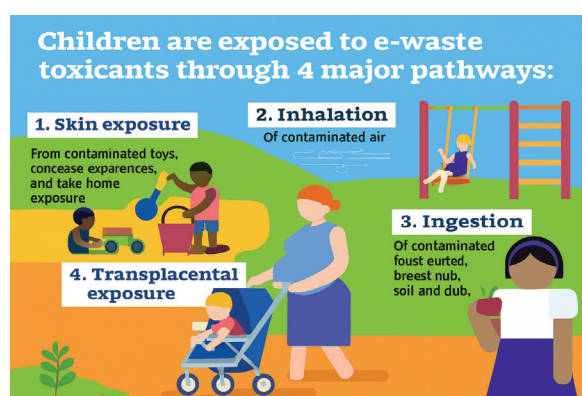 Children are exposed to e-waste
toxicants through 4 major pathways:
1. Skin exposure
From contaminated toys,
concease exparences,
and take home
exposure
2. Inhalation
Of contaminated air
3. Ingestion
Of contaminated
foust eurted,
breest nub,
soil and dub,
4. Transplacental
exposure